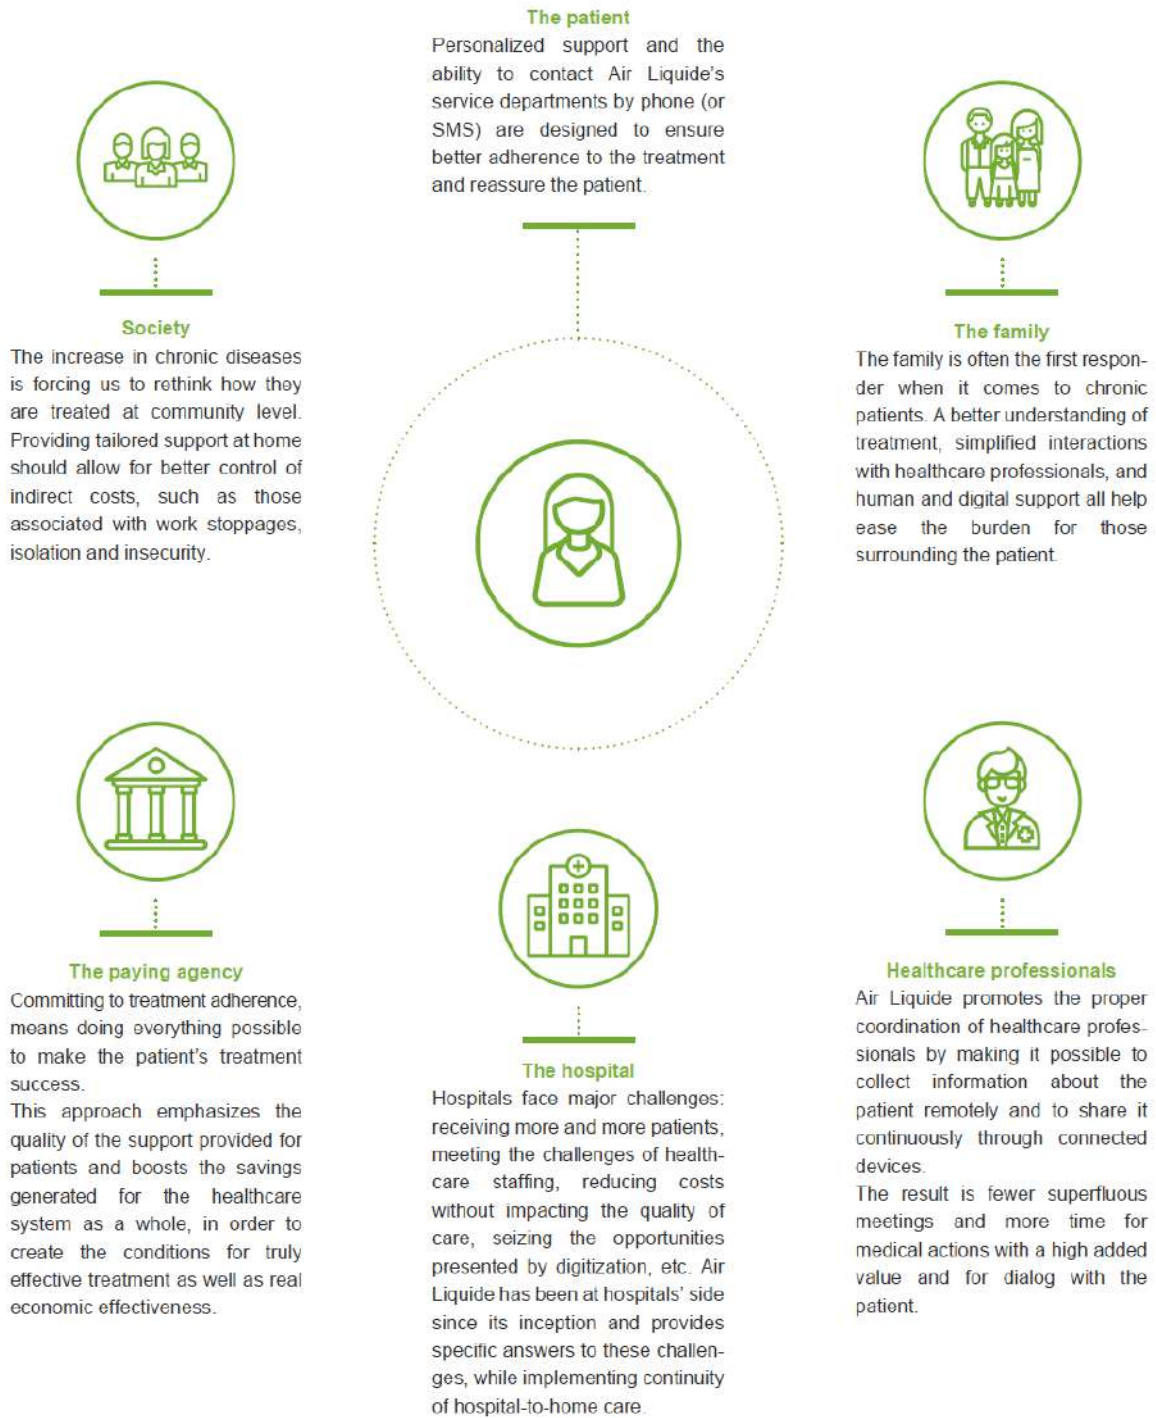 The patient
Personalized support and the
ability to contact Air Liquide's
service departments by phone (or
SMS) are designed to ensure
better adherence to the treatment
and reassure the patient.
Society
The increase in chronic diseases
is forcing us to rethink how they
are treated at community level.
Providing tailored support at home
should allow for better control of
indirect costs, such as those
associated with work stoppages,
isolation and insecurity.
The family
The family is often the first respon-
der when it comes to chronic
patients. A better understanding of
treatment, simplified interactions
with healthcare professionals, and
human and digital support all help
ease the burden for those
surrounding the patient.
The paying agency
Committing to treatment adherence,
means doing everything possible
to make the patient's treatment
success.
This approach emphasizes the
quality of the support provided for
patients and boosts the savings
generated for the healthcare
system as a whole, in order to
create the conditions for truly
effective treatment as well as real
economic effectiveness.
The hospital
Hospitals face major challenges:
receiving more and more patients,
meeting the challenges of health-
care staffing, reducing costs
without impacting the quality of
care, seizing the opportunities
presented by digitization, etc. Air
Liquide has been at hospitals' side
since its inception and provides
specific answers to these challen-
ges, while implementing continuity
of hospital-to-home care.
Healthcare professionals
Air Liquide promotes the proper
coordination of healthcare profes-
sionals by making it possible to
collect information about the
patient remotely and to share it
continuously through connected
devices.
The result is fewer superfluous
meetings and more time for
medical actions with a high added
value and for dialog with the
patient.